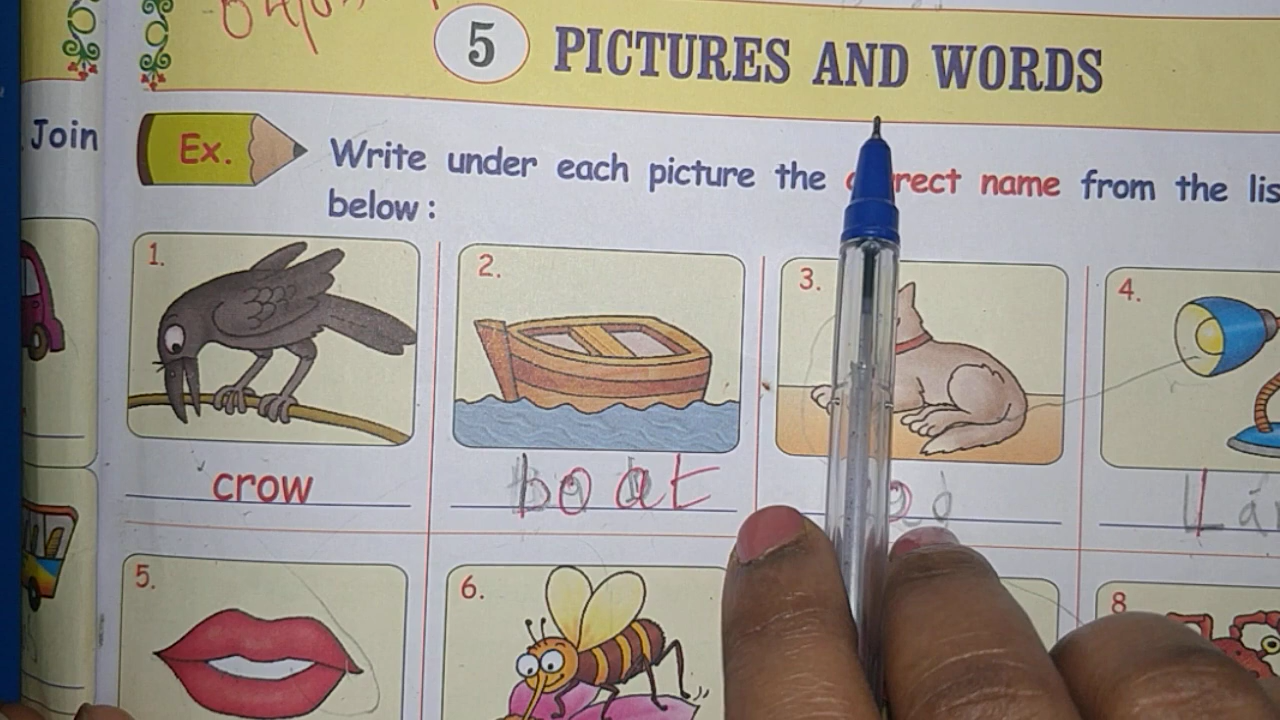 5 PICTURES AND WORDS
Join
Ex.
Write under each picture the name from the
below :
1.
2.
3.
4.
crow
boat
5.
6.
8